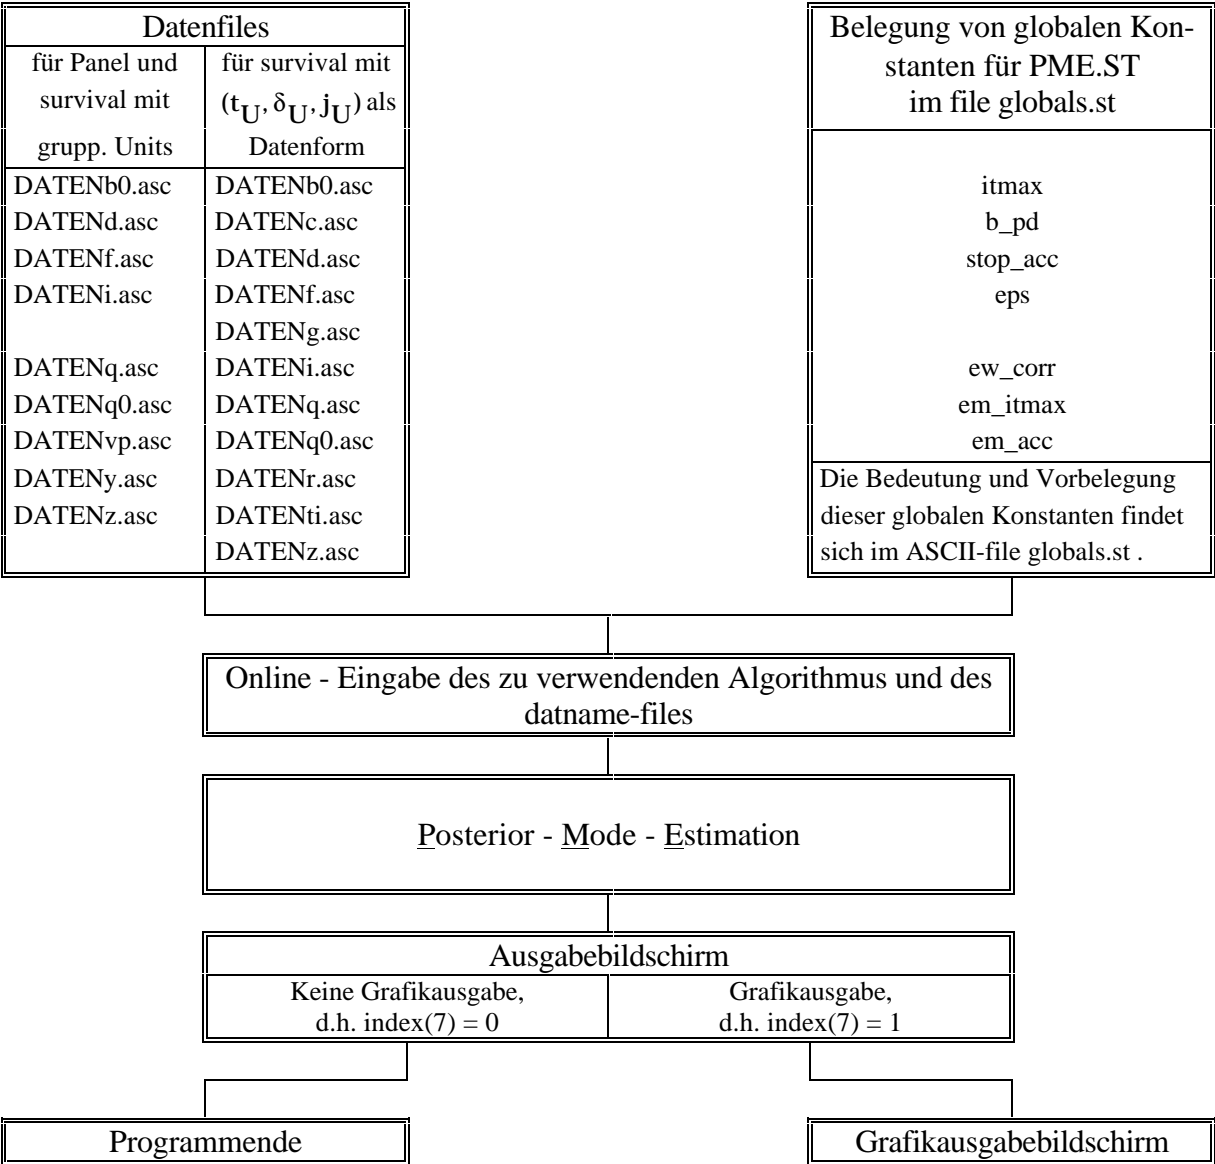 Datenfiles
für Panel und
survival mit
grupp. Units
für survival mit
(t_U, δ_U, j_U) als
Datenform
DATENb0.asc
DATENd.asc
DATENf.asc
DATENi.asc
DATENq.asc
DATENq0.asc
DATENvp.asc
DATENy.asc
DATENz.asc
DATENb0.asc
DATENc.asc
DATENd.asc
DATENf.asc
DATENg.asc
DATENi.asc
DATENq.asc
DATENq0.asc
DATENr.asc
DATENti.asc
DATENz.asc
Belegung von globalen Kon-
stanten für PME.ST
im file globals.st
itmax
b_pd
stop_acc
eps
ew_corr
em_itmax
em_acc
Die Bedeutung und Vorbelegung
dieser globalen Konstanten findet
sich im ASCII-file globals.st .
Online - Eingabe des zu verwendenden Algorithmus und des
datname-files
Posterior - Mode - Estimation
Ausgabebildschirm
Keine Grafikausgabe,
d.h. index(7) = 0
Grafikausgabe,
d.h. index(7) = 1
Programmende
Grafikausgabebildschirm